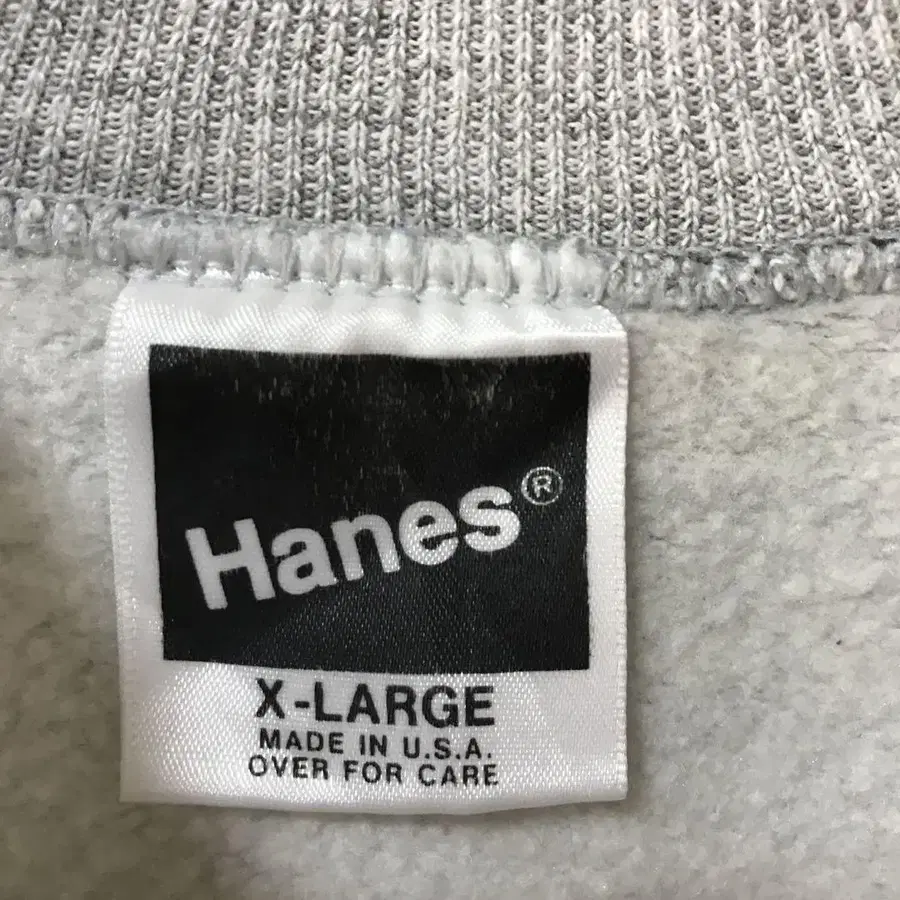 Hanes®
X-LARGE
MADE IN U.S.A.
OVER FOR CARE